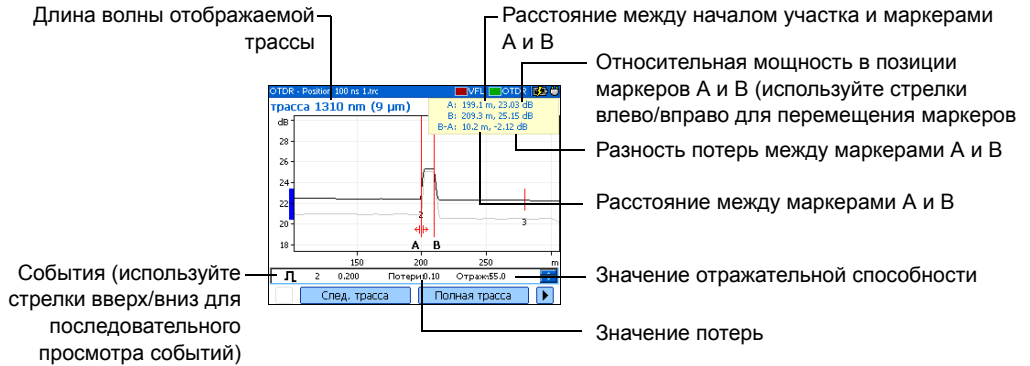 Длина волны отображаемой
трассы
Расстояние между началом участка и маркерами
А и В
Относительная мощность в позиции
маркеров А и В (используйте стрелки
влево/вправо для перемещения маркеров
Разность потерь между маркерами А и В
Расстояние между маркерами А и В
Значение отражательной способности
Значение потерь
События (используйте
стрелки вверх/вниз для
последовательного
просмотра событий)
OTDR - Position 100 ns 1.trc
VFL
OTDR
трасса 1310 nm (9 µm)
A: 199.1 m, 23.03 dB
B: 209.3 m, 25.15 dB
B-A: 10.2 m, -2.12 dB
dB
28
26
24
22
20
18
2
3
A
B
150
200
250
m
2 0.200 Потери:0.10 Отраж:55.0
След. трасса
Полная трасса